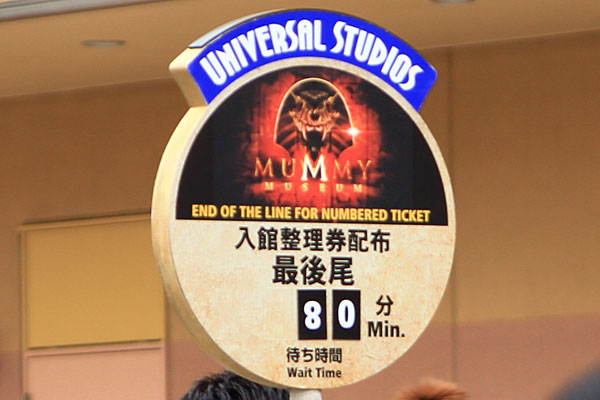 UNIVERSAL STUDIOS
MUMMY
MUSEUM
END OF THE LINE FOR NUMBERED TICKET
入館整理券配布
最後尾
80 分
Min.
待ち時間
Wait Time